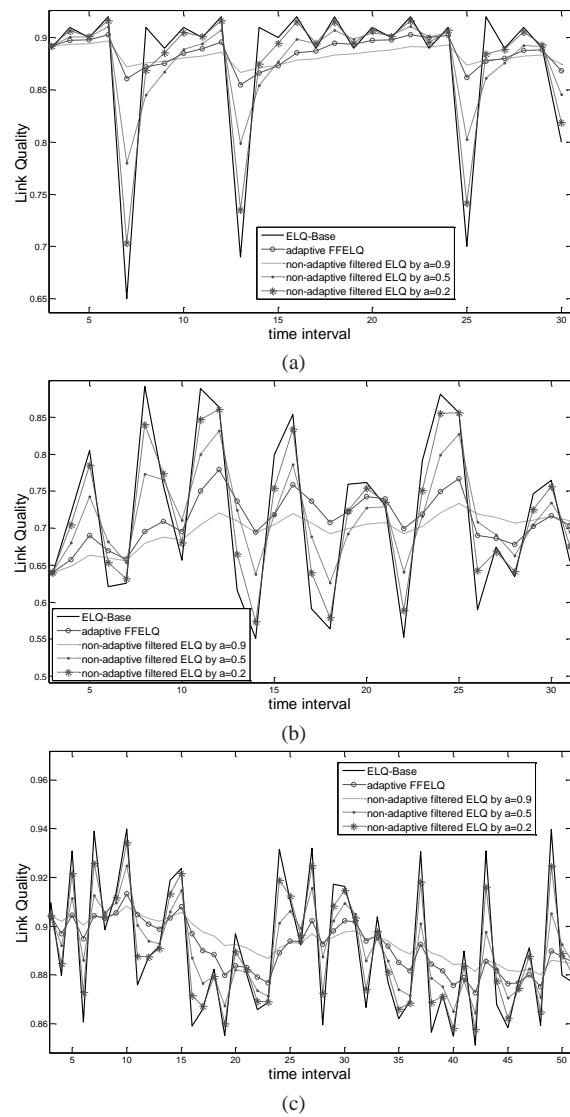 0.9
0.85
0.8
0.75
0.7
0.65
Link Quality
ELQ-Base
adaptive FFELQ
non-adaptive filtered ELQ by a=0.9
non-adaptive filtered ELQ by a=0.5
non-adaptive filtered ELQ by a=0.2
5 10 15 20 25 30
time interval
(a)
0.85
0.8
0.75
0.7
0.65
0.6
0.55
0.5
Link Quality
ELQ-Base
adaptive FFELQ
non-adaptive filtered ELQ by a=0.9
non-adaptive filtered ELQ by a=0.5
non-adaptive filtered ELQ by a=0.2
5 10 15 20 25 30
time interval
(b)
0.96
0.94
0.92
0.9
0.88
0.86
Link Quality
ELQ-Base
adaptive FFELQ
non-adaptive filtered ELQ by a=0.9
non-adaptive filtered ELQ by a=0.5
non-adaptive filtered ELQ by a=0.2
5 10 15 20 25 30 35 40 45 50
time interval
(c)